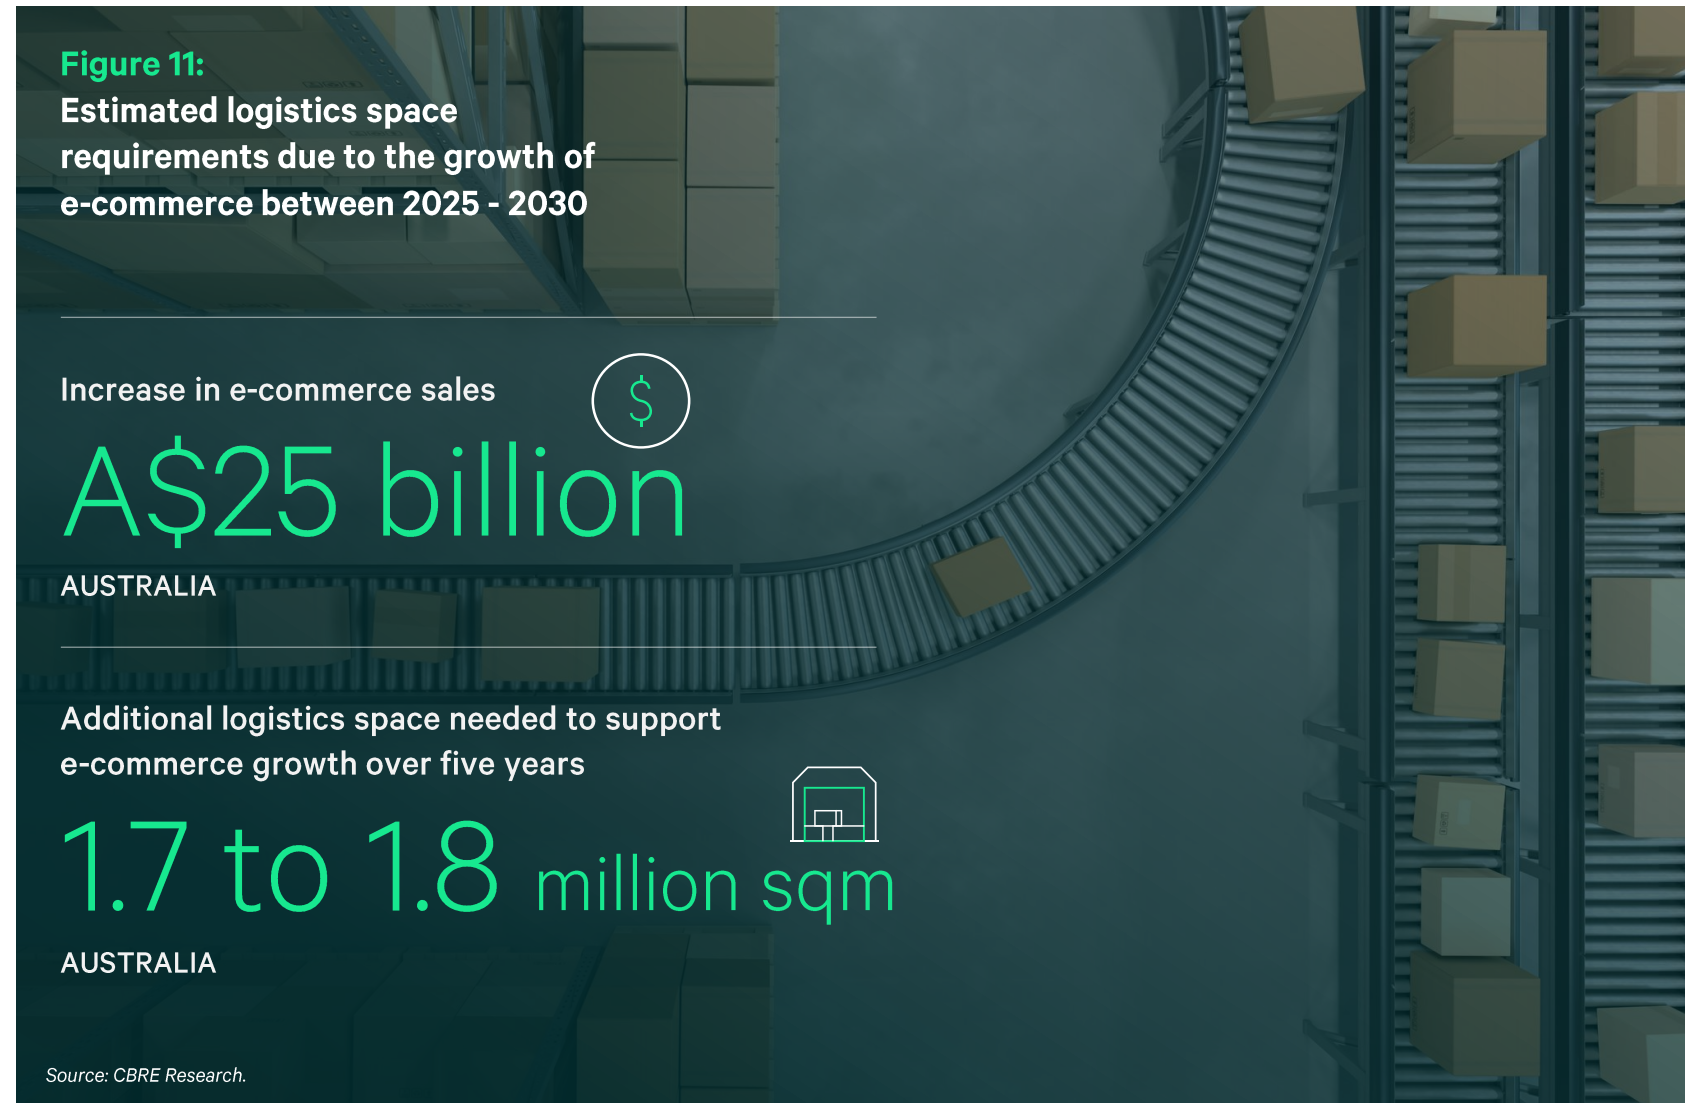 Figure 11:
Estimated logistics space
requirements due to the growth of
e-commerce between 2025 - 2030
Increase in e-commerce sales
$
A$25 billion
AUSTRALIA
Additional logistics space needed to support
e-commerce growth over five years
1.7 to 1.8 million sqm
AUSTRALIA
Source: CBRE Research.